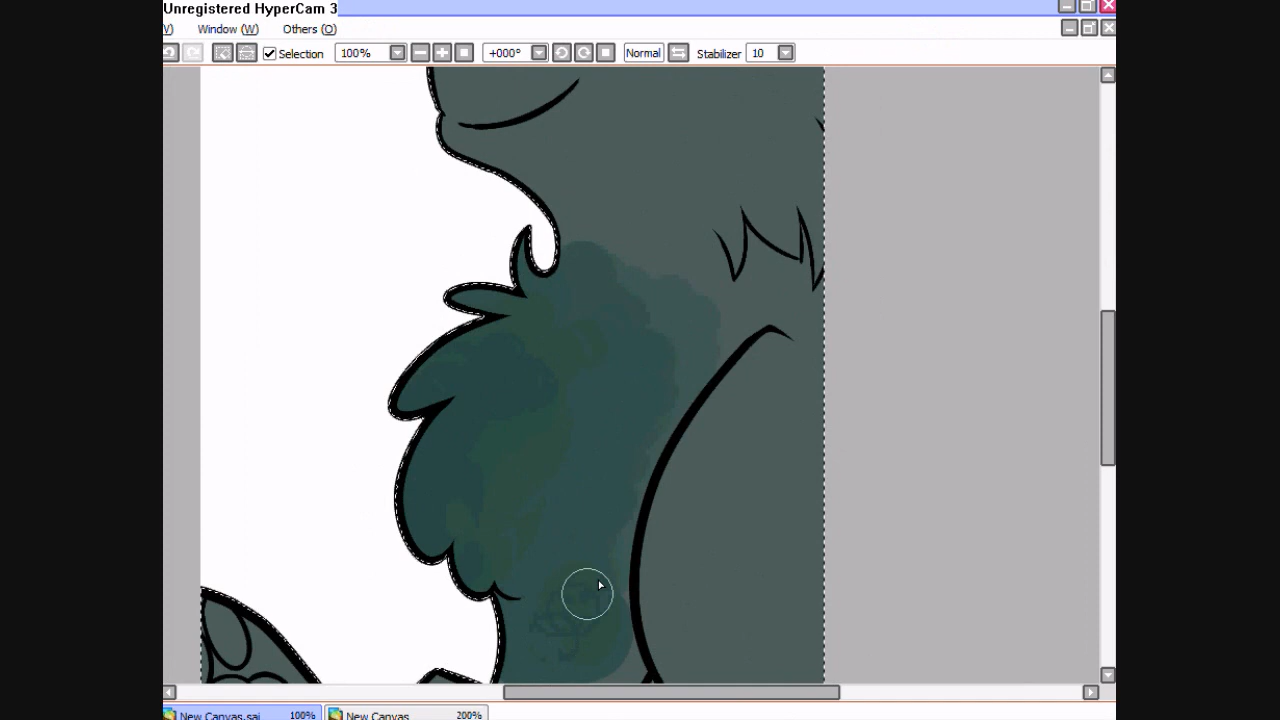 Unregistered HyperCam 3
V) Window (W) Others (O)
Selection 100% +000° Normal Stabilizer 10
New Canvas.sai 100% New Canvas 200%